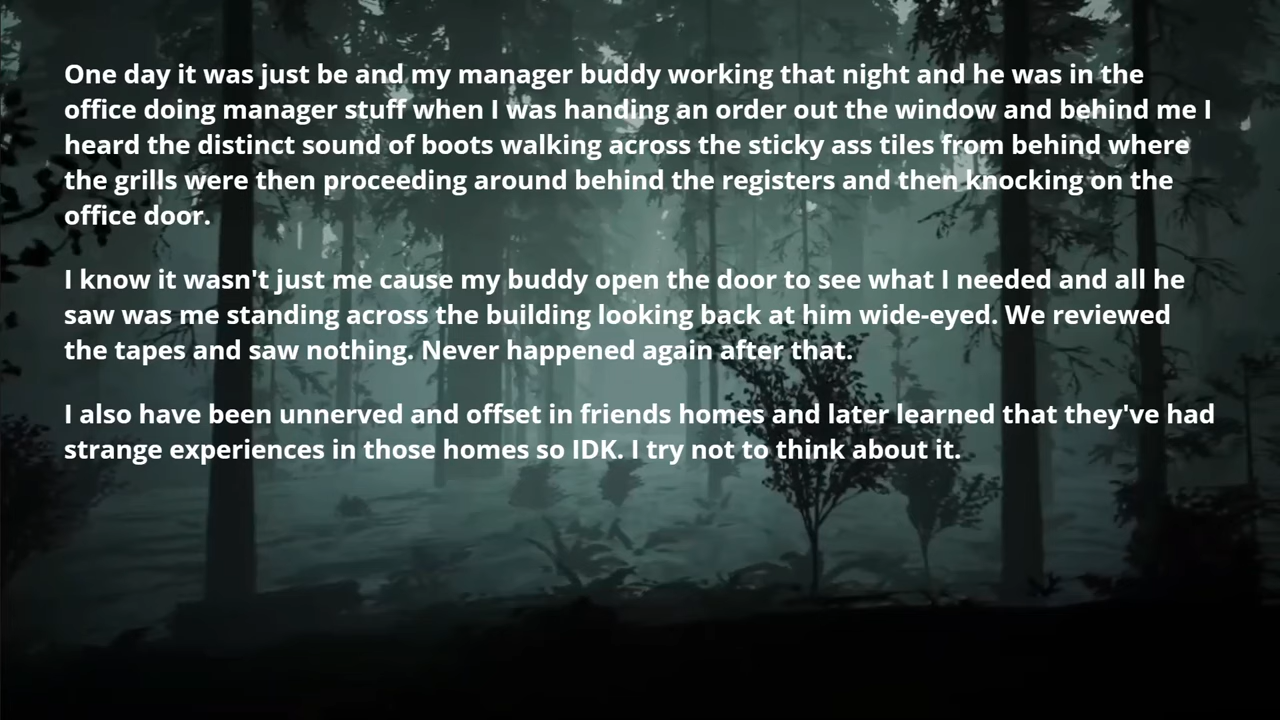 One day it was just be and my manager buddy working that night and he was in the
office doing manager stuff when I was handing an order out the window and behind me I
heard the distinct sound of boots walking across the sticky ass tiles from behind where
the grills were then proceeding around behind the registers and then knocking on the
office door.
I know it wasn't just me cause my buddy open the door to see what I needed and all he
saw was me standing across the building looking back at him wide-eyed. We reviewed
the tapes and saw nothing. Never happened again after that.
I also have been unnerved and offset in friends homes and later learned that they've had
strange experiences in those homes so IDK. I try not to think about it.